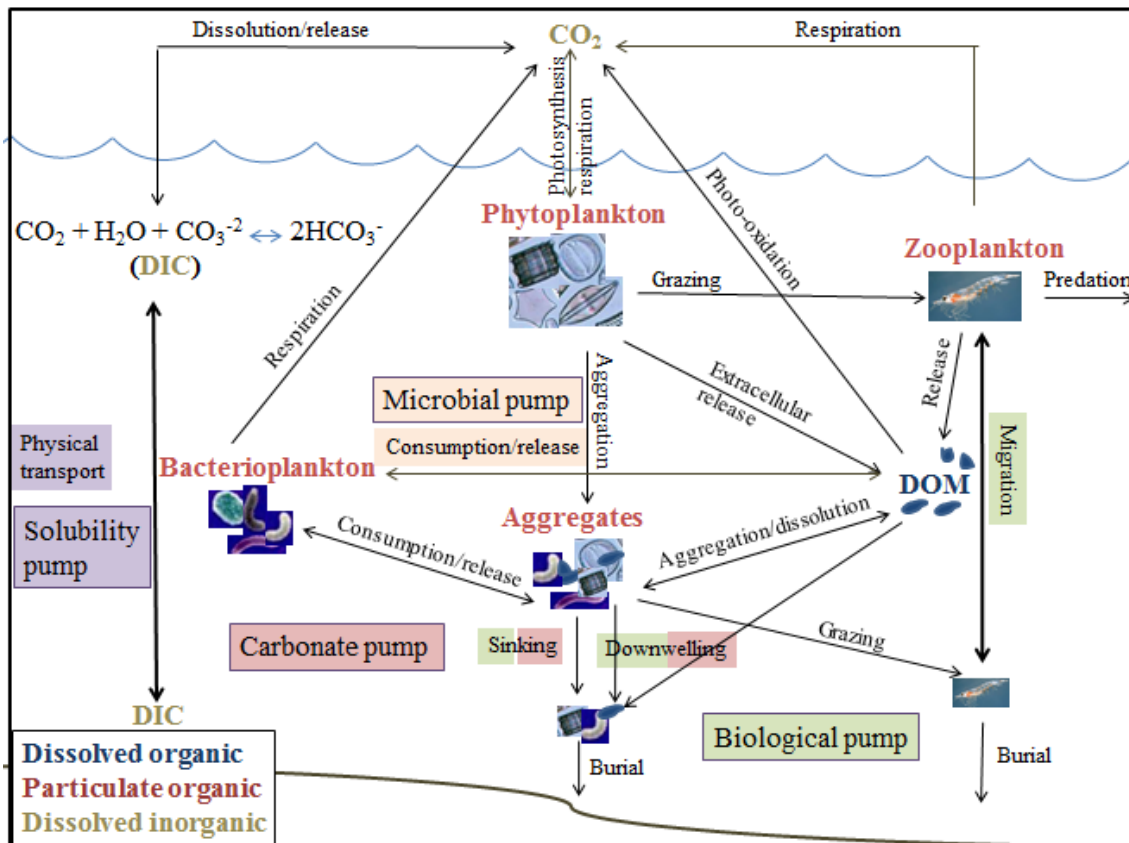 Dissolution/release
CO₂
Respiration
Photosynthesis
respiration
Phytoplankton
Photo-oxidation
CO₂ + H₂O + CO₃⁻² ↔ 2HCO₃⁻
(DIC)
Zooplankton
Grazing
Predation
Respiration
Release
Aggregation
Extracellular
release
Microbial pump
Consumption/release
Migration
Physical
transport
Bacterioplankton
DOM
Solubility
pump
Aggregates
Consumption/release
Aggregation/dissolution
Carbonate pump
Sinking
Downwelling
Grazing
DIC
Biological pump
Burial
Burial
Dissolved organic
Particulate organic
Dissolved inorganic